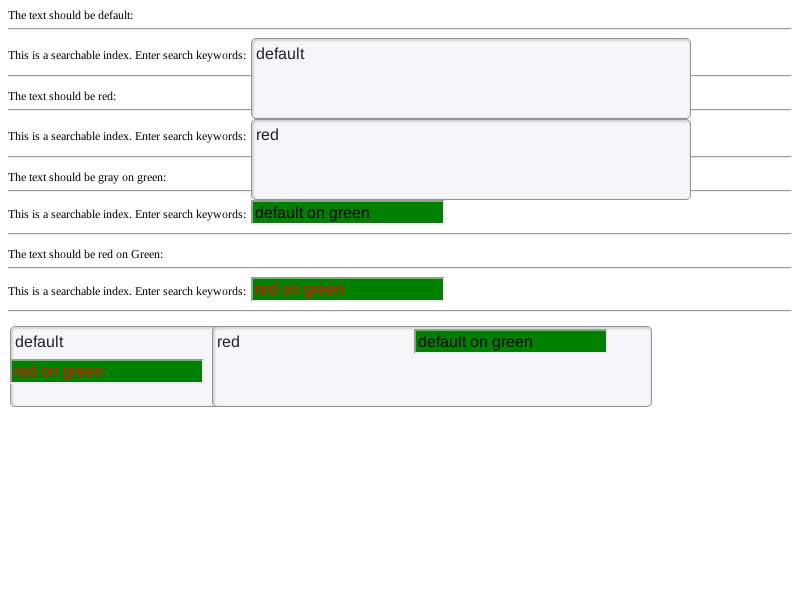 The text should be default:
This is a searchable index. Enter search keywords: default
The text should be red:
This is a searchable index. Enter search keywords: red
The text should be gray on green:
This is a searchable index. Enter search keywords: default on green
The text should be red on Green:
This is a searchable index. Enter search keywords: red on green
default red default on green
red on green